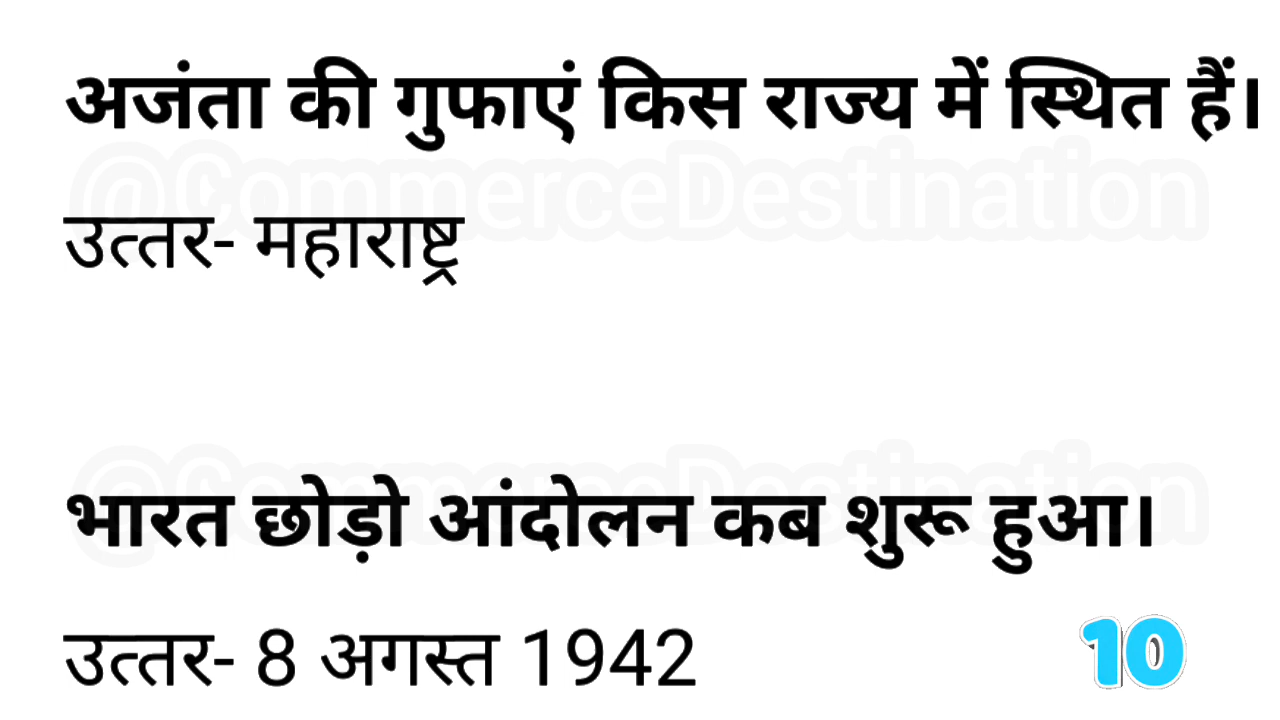 अजंता की गुफाएं किस राज्य में स्थित हैं।
@CommerceDestination
उत्तर- महाराष्ट्र
@CommerceDestination
भारत छोड़ो आंदोलन कब शुरू हुआ।
उत्तर- 8 अगस्त 1942
10